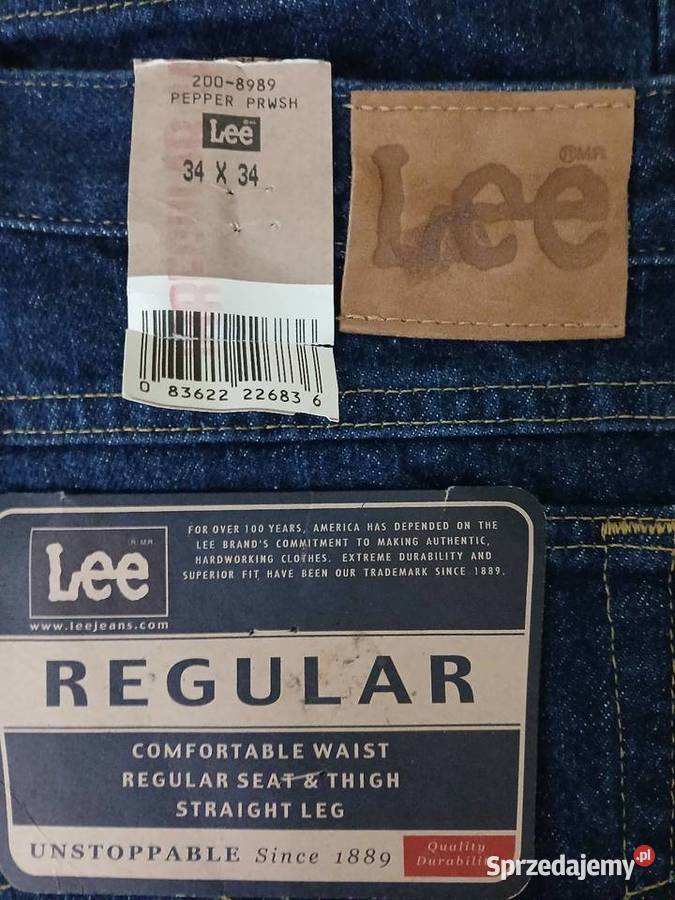 200-8989
PEPPER PRWSH
Lee
34 X 34
0 83622 22683 6
Lee
®M.R.
Lee
®M.R.
www.leejeans.com
FOR OVER 100 YEARS, AMERICA HAS DEPENDED ON THE
LEE BRAND'S COMMITMENT TO MAKING AUTHENTIC,
HARDWORKING CLOTHES. EXTREME DURABILITY AND
SUPERIOR FIT HAVE BEEN OUR TRADEMARK SINCE 1889.
REGULAR
COMFORTABLE WAIST
REGULAR SEAT & THIGH
STRAIGHT LEG
UNSTOPPABLE Since 1889
Quality
Sprzedajemy.pl